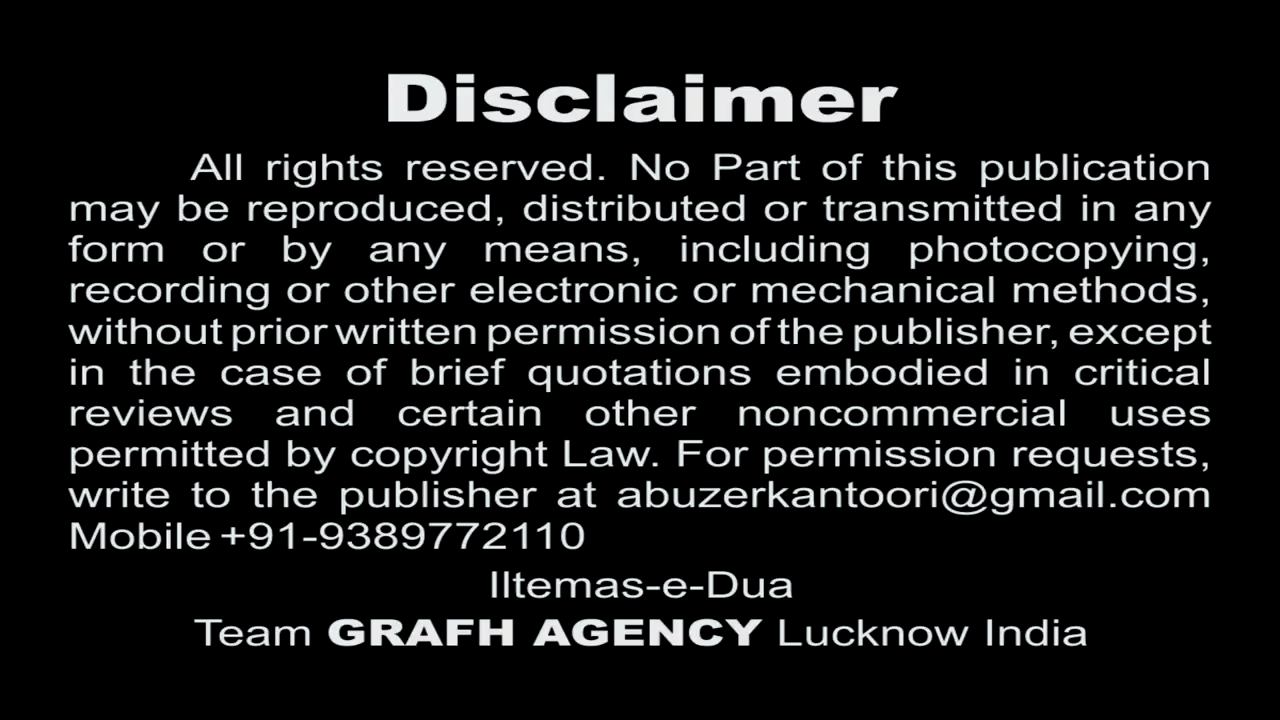 Disclaimer
All rights reserved. No Part of this publication
may be reproduced, distributed or transmitted in any
form or by any means, including photocopying,
recording or other electronic or mechanical methods,
without prior written permission of the publisher, except
in the case of brief quotations embodied in critical
reviews and certain other noncommercial uses
permitted by copyright Law. For permission requests,
write to the publisher at abuzerkantoori@gmail.com
Mobile +91-9389772110
IItemas-e-Dua
Team GRAFH AGENCY Lucknow India